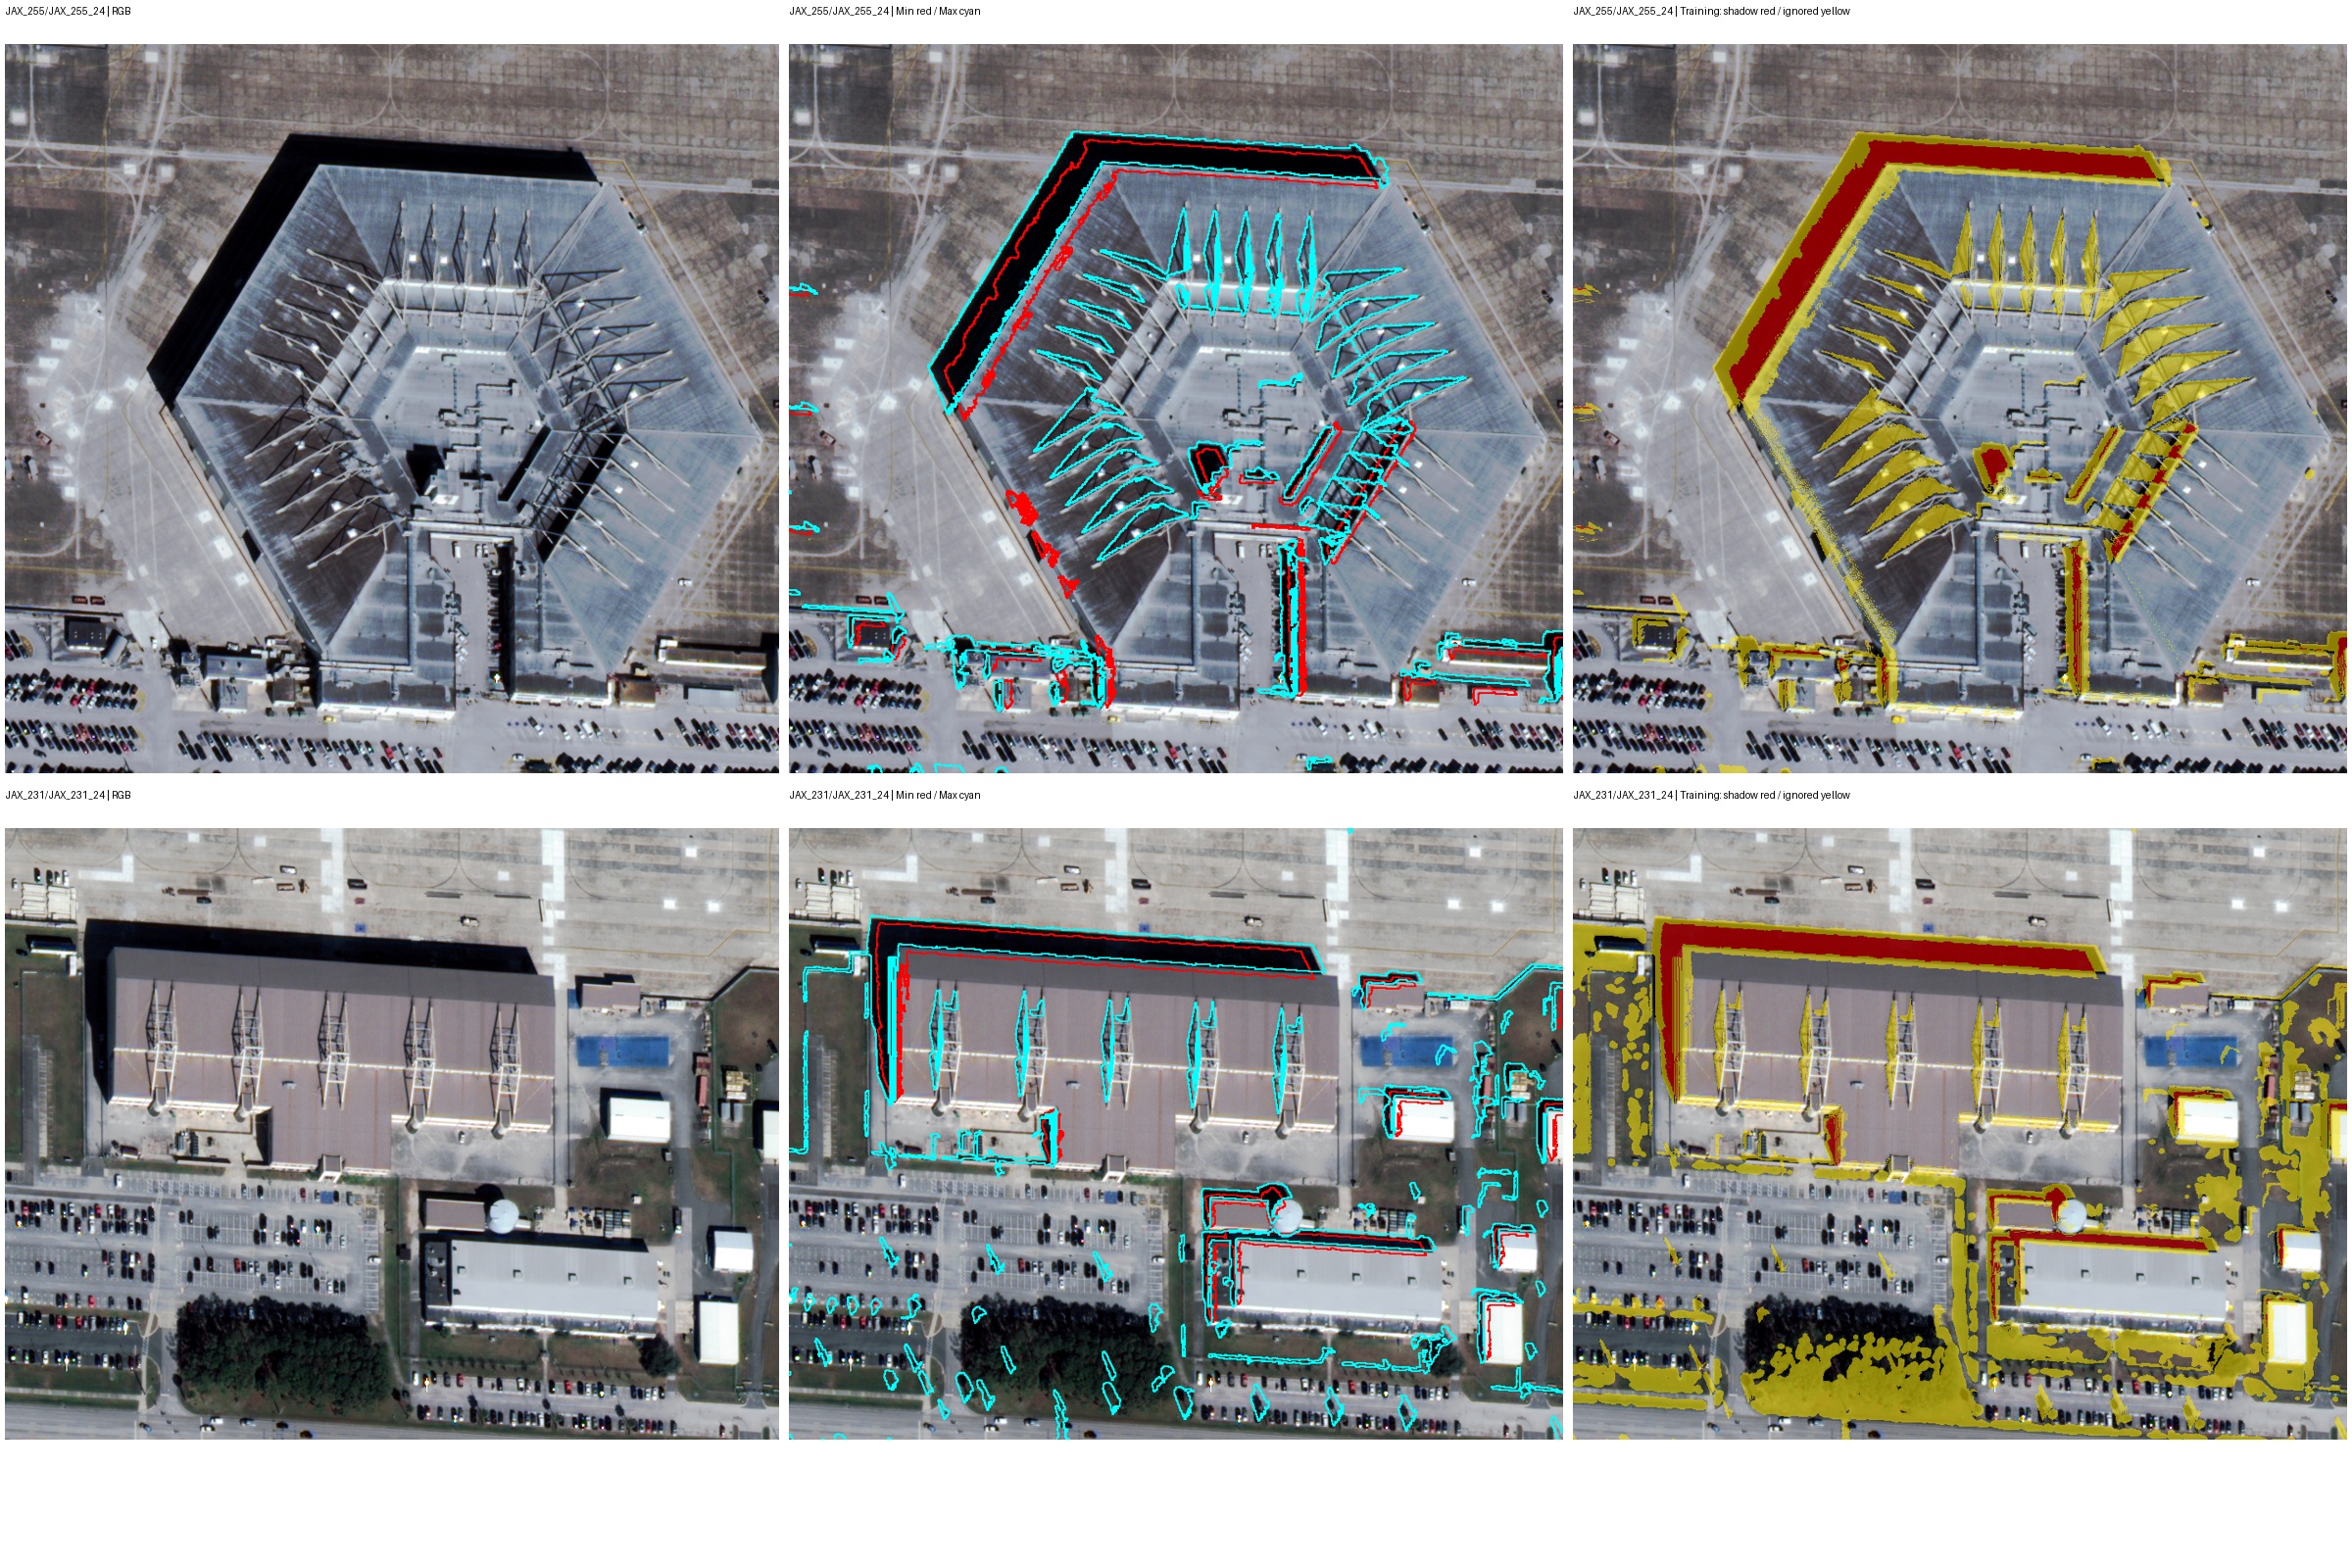 JAX_255/JAX_255_24 | RGB
JAX_255/JAX_255_24 | Min red / Max cyan
JAX_255/JAX_255_24 | Training: shadow red / ignored yellow
JAX_231/JAX_231_24 | RGB
JAX_231/JAX_231_24 | Min red / Max cyan
JAX_231/JAX_231_24 | Training: shadow red / ignored yellow